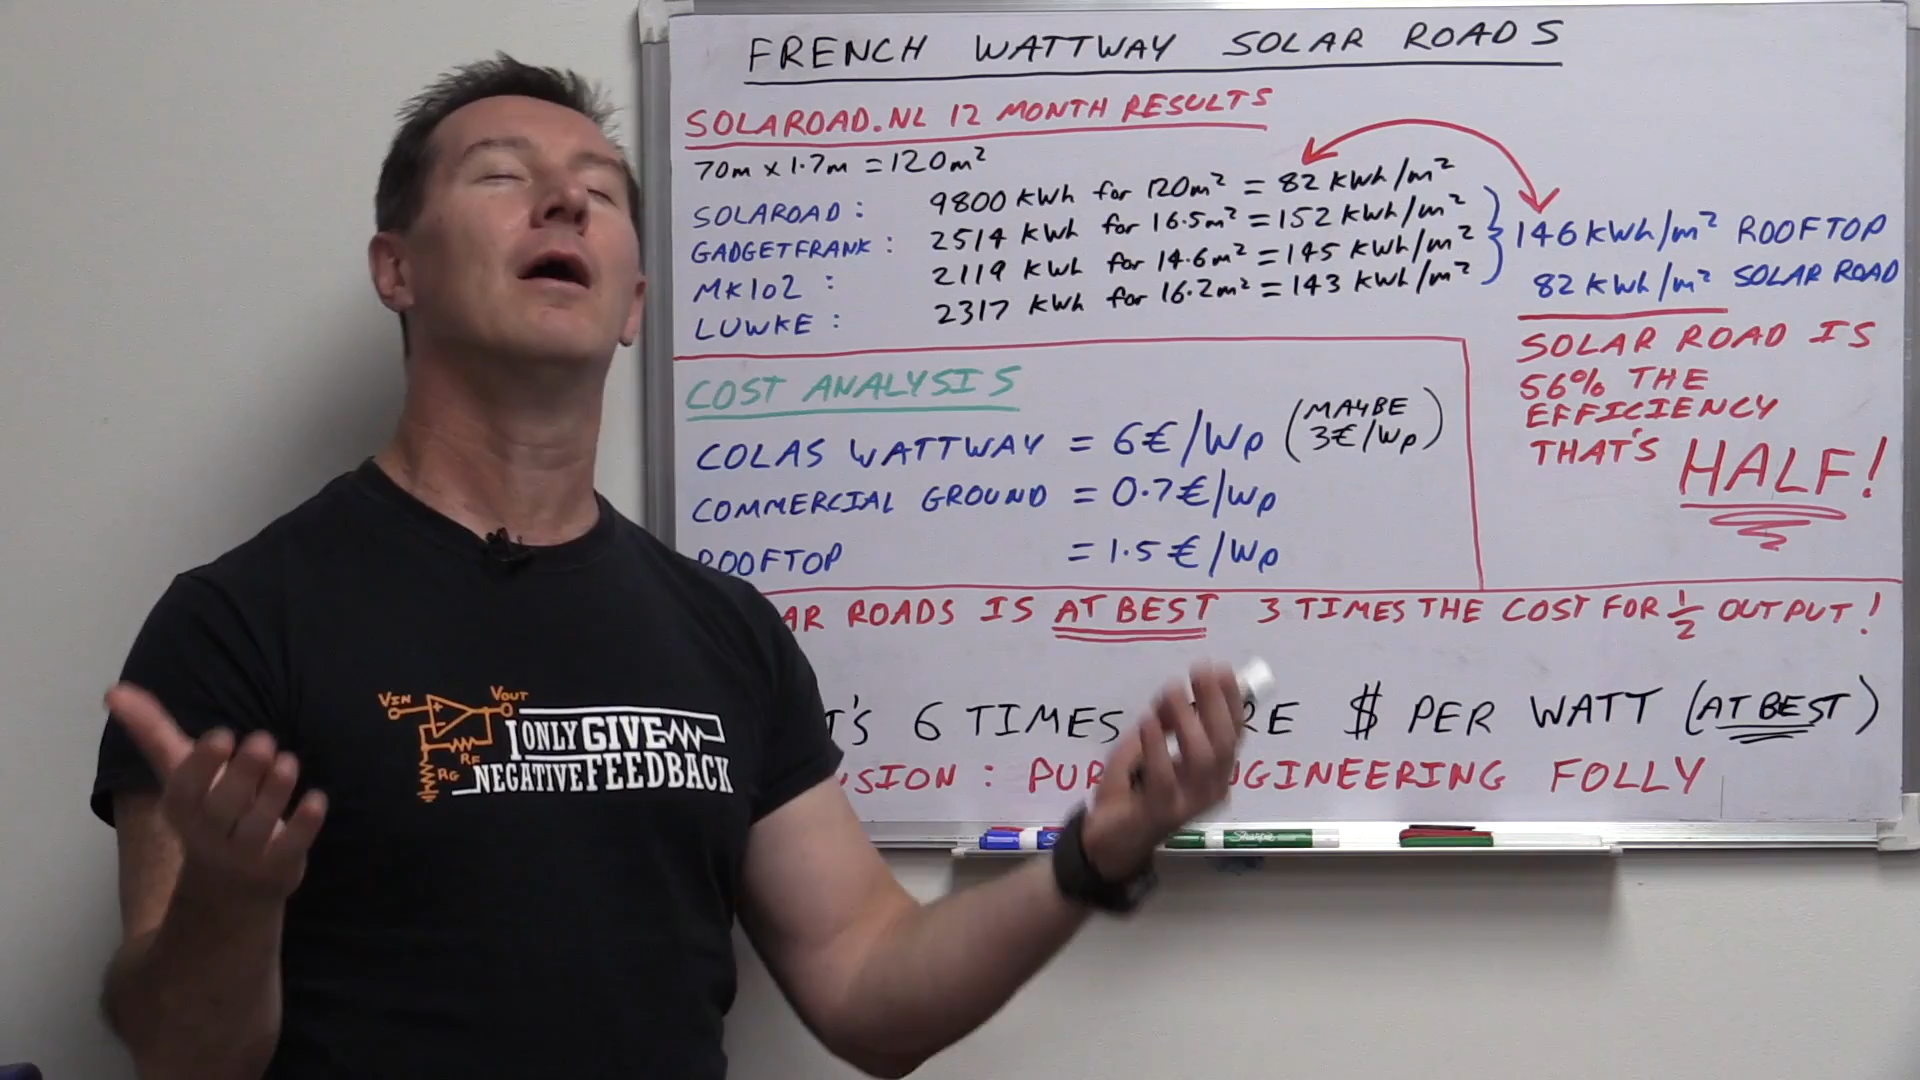 FRENCH WATTWAY SOLAR ROADS
SOLAROAD.NL 12 MONTH RESULTS
70m x 1.7m = 120m²
SOLAROAD: 9800 kWh for 120m² = 82 kWh/m²
GADGETFRANK: 2514 kWh for 16.5m² = 152 kWh/m²
MK102: 2119 kWh for 14.6m² = 145 kWh/m²
LUWKE: 2317 kWh for 16.2m² = 143 kWh/m²
146 kWh/m² ROOFTOP
82 kWh/m² SOLAR ROAD
SOLAR ROAD IS
56% THE
EFFICIENCY
THAT'S HALF!
COST ANALYSIS
COLAS WATTWAY = 6€/Wp (MAYBE 3€/Wp)
COMMERCIAL GROUND = 0.7€/Wp
ROOFTOP = 1.5€/Wp
AR ROADS IS AT BEST 3 TIMES THE COST FOR 1/2 OUTPUT!
T'S 6 TIMES RE $ PER WATT (AT BEST)
USION: PUR NGINEERING FOLLY
Sharpie
VIN
VOUT
+
-
RF
RG
I ONLY GIVE
NEGATIVE FEEDBACK